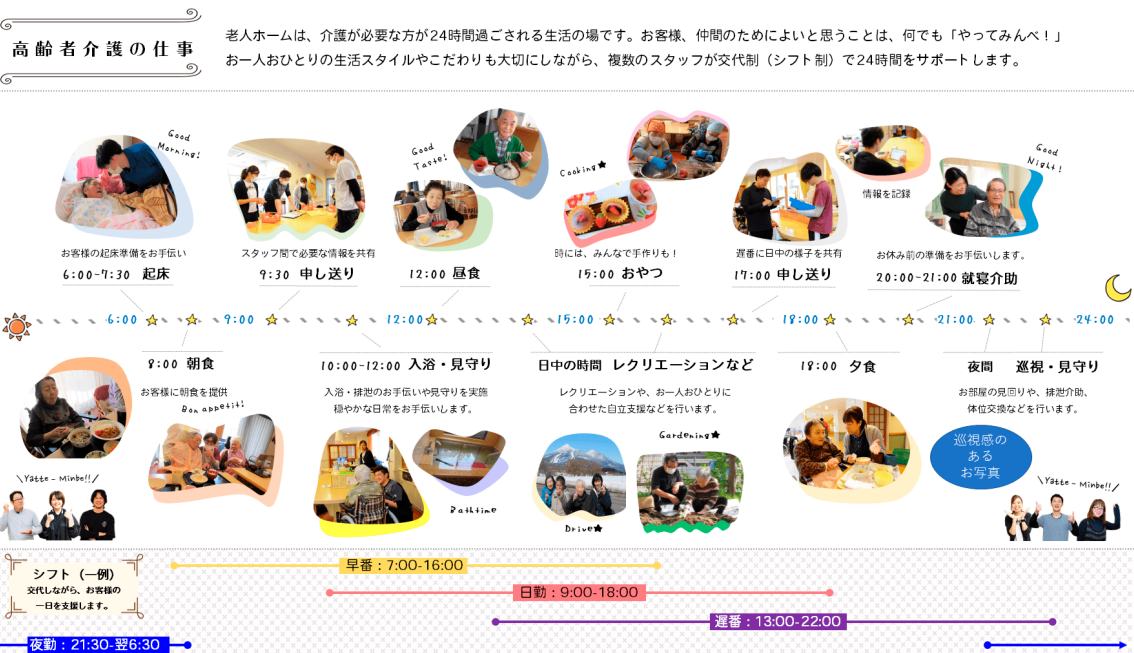 高齢者介護の仕事
老人ホームは、介護が必要な方が24時間過ごされる生活の場です。お客様、仲間のためによいと思うことは、何でも「やってみんべ！」
お一人おひとりの生活スタイルやこだわりも大切にしながら、複数のスタッフが交代制（シフト制）で24時間をサポートします。
Good
Morning!
お客様の起床準備をお手伝い
6:00-7:30 起床
スタッフ間で必要な情報を共有
9:30 申し送り
Good
Taste!
12:00 昼食
Cooking★
時には、みんなで手作りも！
15:00 おやつ
遅番に日中の様子を共有
17:00 申し送り
情報を記録
Good
Night!
お休み前の準備をお手伝いします。
20:00-21:00 就寝介助
6:00 9:00 12:00 15:00 18:00 21:00 24:00
8:00 朝食
お客様に朝食を提供
Bon appetit!
10:00-12:00 入浴・見守り
入浴・排泄のお手伝いや見守りを実施
穏やかな日常をお手伝いします。
Bathtime
日中の時間 レクリエーションなど
レクリエーションや、お一人おひとりに
合わせた自立支援などを行います。
Gardening★
Drive★
18:00 夕食
夜間 巡視・見守り
お部屋の見回りや、排泄介助、
体位交換などを行います。
巡視感の
ある
お写真
\Yatte - Minbe!!/
\Yatte - Minbe!!/
シフト（一例）
交代しながら、お客様の
一日を支援します。
早番：7:00-16:00
日勤：9:00-18:00
遅番：13:00-22:00
夜勤：21:30-翌6:30